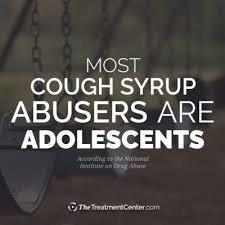 MOST
COUGH SYRUP
ABUSERS ARE
ADOLESCENTS
According to the National
Institute on Drug Abuse
TheTreatmentCenter.com